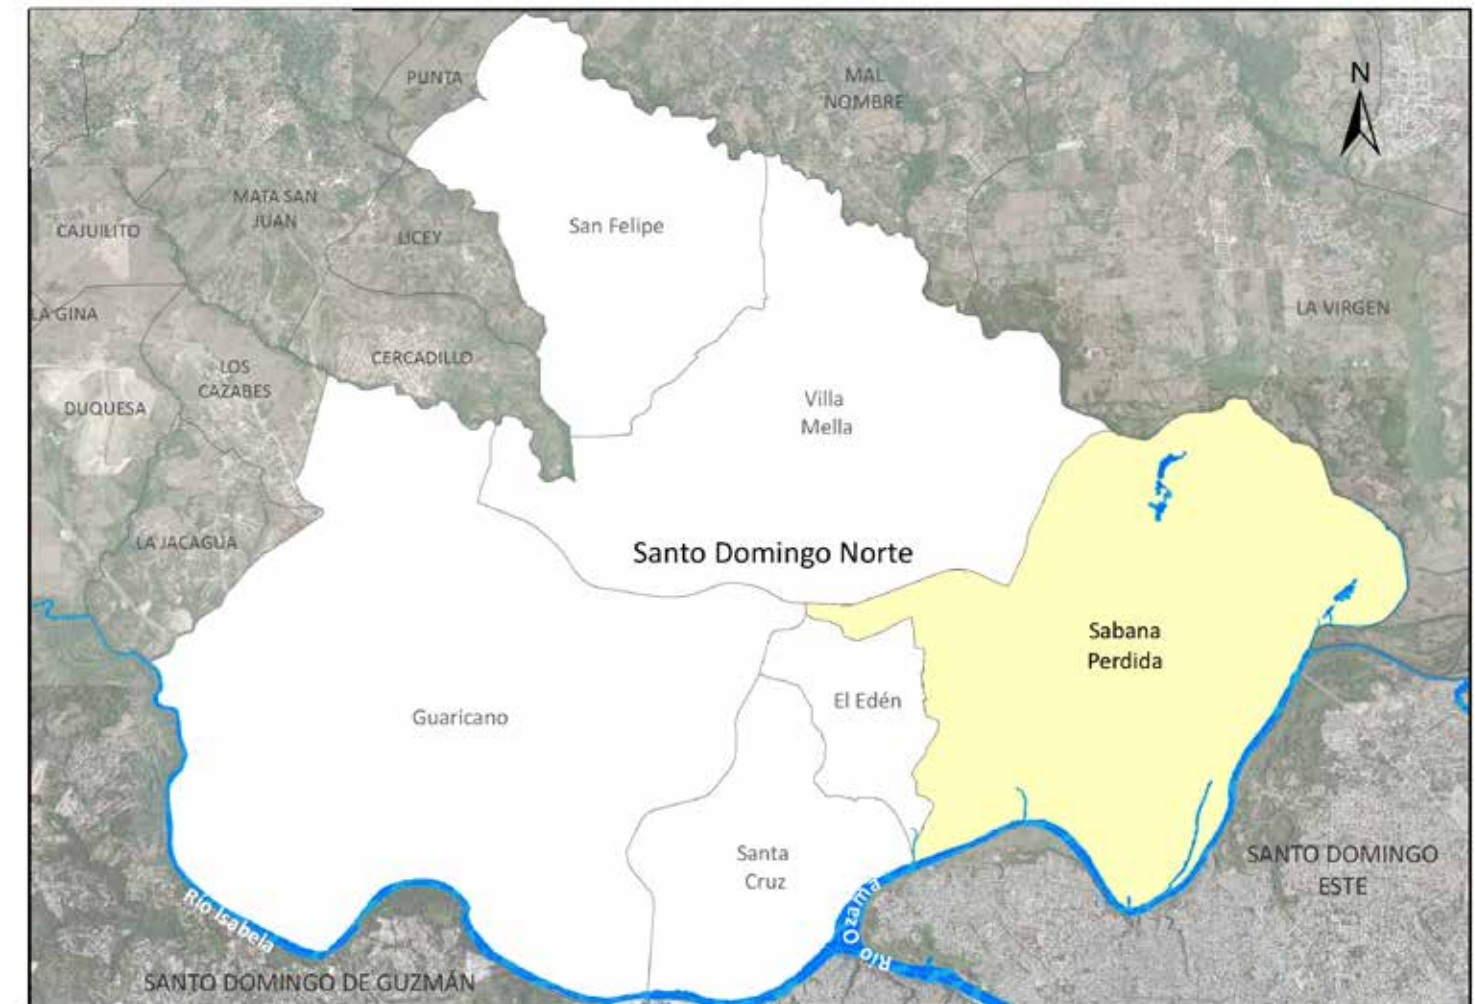 N
PUNTA
MAL
NOMBRE
MATA SAN
JUAN
CAJUILITO
LICEY
San Felipe
LA GINA
LA VIRGEN
CERCADILLO
LOS
CAZABES
DUQUESA
Villa
Mella
LA JACAGUA
Santo Domingo Norte
Sabana
Perdida
El Edén
Guaricano
Santa
Cruz
SANTO DOMINGO
ESTE
Río Isabela
Río Ozama
SANTO DOMINGO DE GUZMÁN